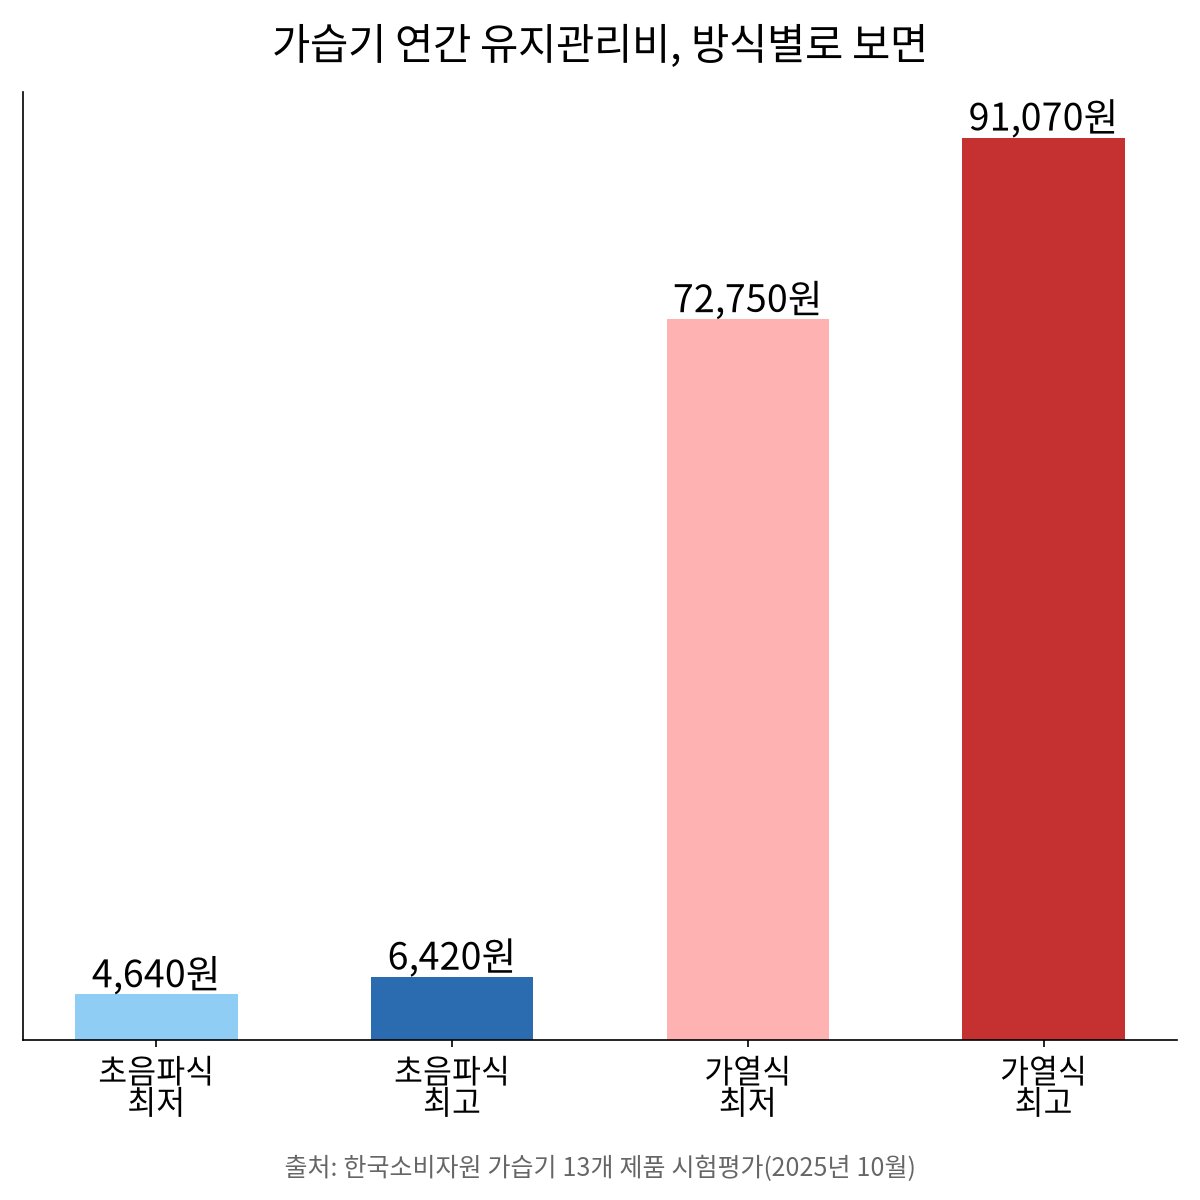 가습기 연간 유지관리비, 방식별로 보면
91,070원
72,750원
6,420원
4,640원
초음파식
최저
초음파식
최고
가열식
최저
가열식
최고
출처: 한국소비자원 가습기 13개 제품 시험평가(2025년 10월)